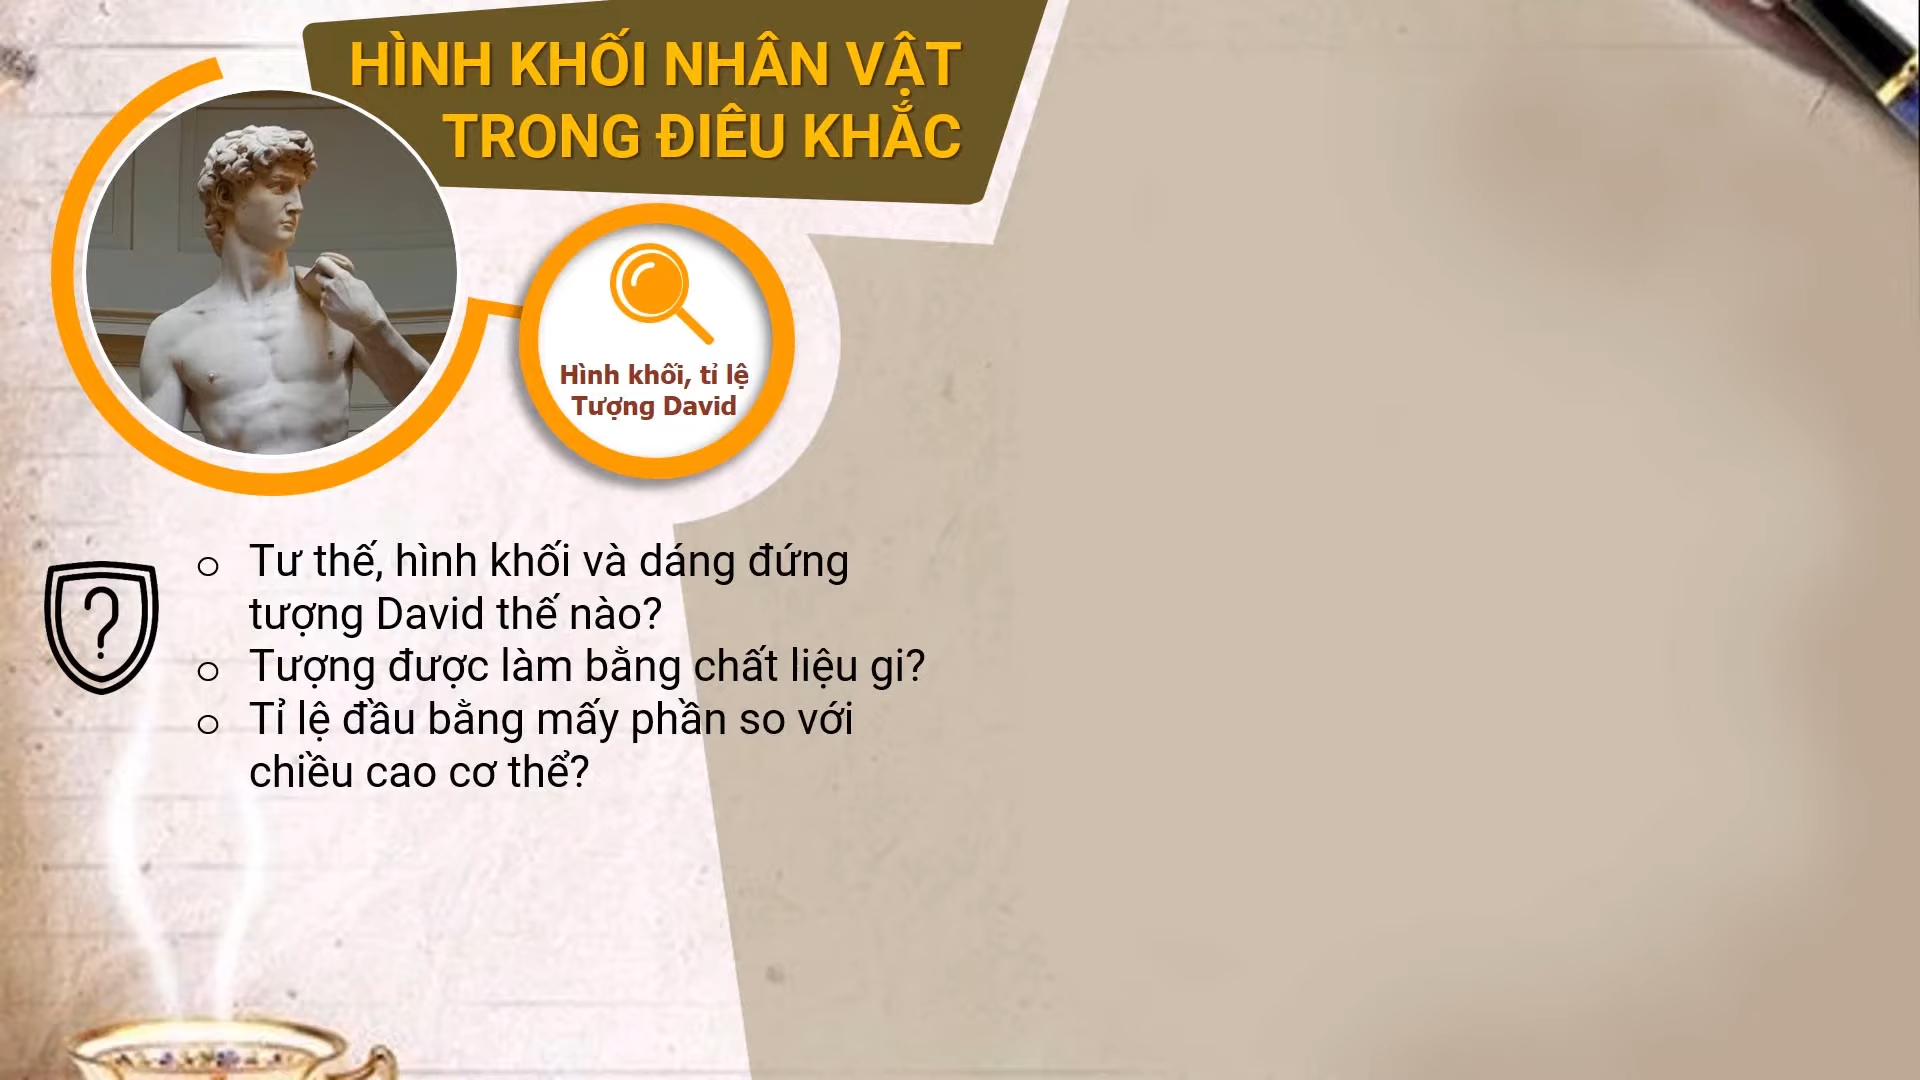 HÌNH KHỐI NHÂN VẬT
TRONG ĐIÊU KHẮC
Hình khối, tỉ lệ
Tượng David
o Tư thế, hình khối và dáng đứng
tượng David thế nào?
o Tượng được làm bằng chất liệu gi?
o Tỉ lệ đầu bằng mấy phần so với
chiều cao cơ thể?